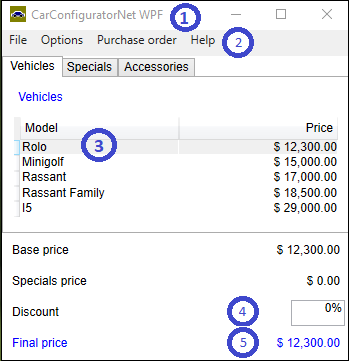 CarConfiguratorNet WPF 1
File Options Purchase order Help 2
Vehicles Specials Accessories
Vehicles
Model Price
Rolo 3 $ 12,300.00
Minigolf $ 15,000.00
Rassant $ 17,000.00
Rassant Family $ 18,500.00
I5 $ 29,000.00
Base price $ 12,300.00
Specials price $ 0.00
Discount 4 0%
Final price 5 $ 12,300.00